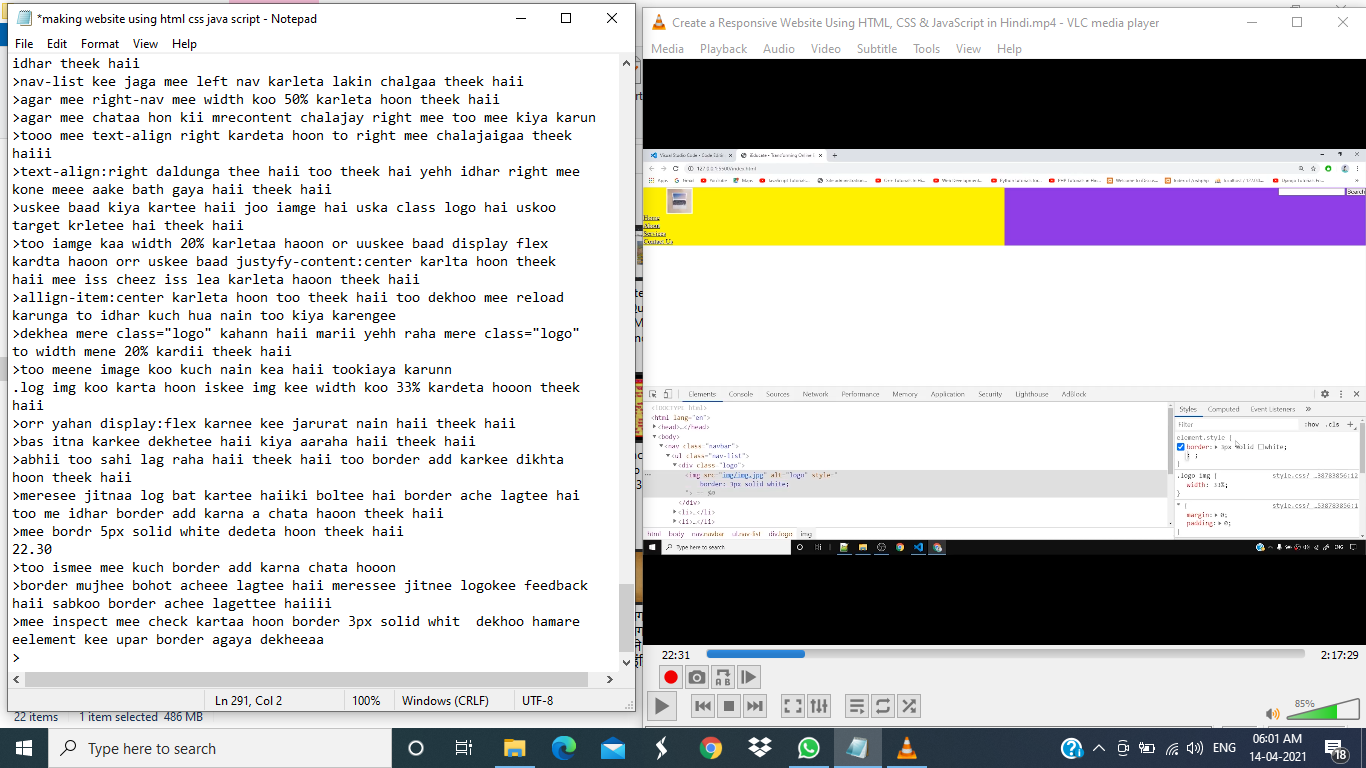 *making website using html css java script - Notepad
File Edit Format View Help
idhar theek haii
>nav-list kee jaga mee left nav karleta lakin chalgaa theek haii
>agar mee right-nav mee width koo 50% karleta hoon theek haii
>agar mee chataa hon kii mrecontent chalajay right mee too mee kiya karun
>tooo mee text-align right kardeta hoon to right mee chalajaigaa theek
haiii
>text-align:right daldunga thee haii too theek hai yehh idhar right mee
kone meee aake bath gaya haii theek haii
>uskee baad kiya kartee haii joo iamge hai uska class logo hai uskoo
target krletee hai theek haii
>too iamge kaa width 20% karletaa haoon or uuskee baad display flex
kardta haoon orr uskee baad justyfy-content:center karlta hoon theek
haii mee iss cheez iss lea karleta haoon theek haii
>allign-item:center karleta hoon too theek haii too dekhoo mee reload
karunga to idhar kuch hua nain too kiya karengee
>dekhea mere class="logo" kahann haii marii yehh raha mere class="logo"
to width mene 20% kardii theek haii
>too meene image koo kuch nain kea haii tookiaya karunn
.log img koo karta hoon iskee img kee width koo 33% kardeta hooon theek
haii
>orr yahan display:flex karnee kee jarurat nain haii theek haii
>bas itna karkee dekhetee haii kiya aaraha haii theek haii
>abhii too sahi lag raha haii theek haii too border add karkee dikhta
hoon theek haii
>meresee jitnaa log bat kartee haiiki boltee hai border ache lagtee hai
too me idhar border add karna a chata haoon theek haii
>mee bordr 5px solid white dedeta hoon theek haii
22.30
>too ismee mee kuch border add karna chata hooon
>border mujhee bohot acheee lagtee haii meressee jitnee logokee feedback
haii sabkoo border achee lagettee haiiii
>mee inspect mee check kartaa hoon border 3px solid whit  dekhoo hamare
eelement kee upar border agaya dekheeaa
>
Ln 291, Col 2 100% Windows (CRLF) UTF-8
22 items 1 item selected 486 MB
Create a Responsive Website Using HTML, CSS & JavaScript in Hindi.mp4 - VLC media player
Media Playback Audio Video Subtitle Tools View Help
127.0.0.1:5500/index.html
Search
Home
About
Services
Contact Us
Elements Console Sources Network Performance Memory Application Security Lighthouse AdBlock
<!DOCTYPE html>
<html lang="en">
<head>…</head>
<body>
<nav class="navbar">
<ul class="nav-list">
<div class="logo">
<img src="img/img.jpg" alt="logo" style="
border: 3px solid white;
"> == $0
</div>
<li>…</li>
<li>…</li>
html body nav.navbar ul.nav-list div.logo img
Styles Computed Event Listeners
Filter :hov .cls
element.style {
border: 3px solid white;
}
.logo img {
width: 33%;
}
* {
margin: 0;
padding: 0;
Type here to search
22:31 2:17:29
85%
Type here to search
ENG
06:01 AM
14-04-2021
18